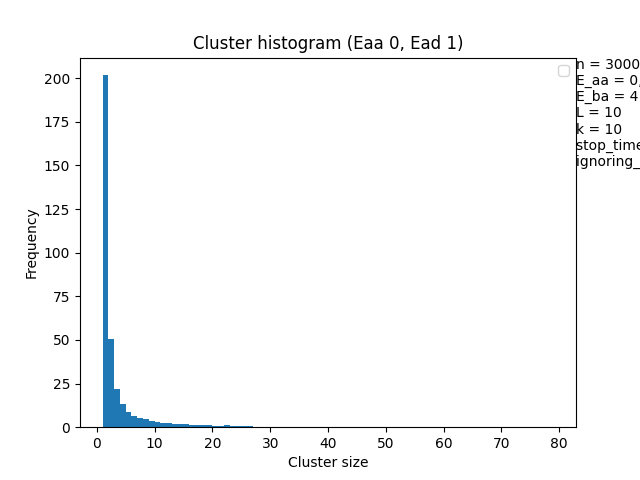 Cluster histogram (Eaa 0, Ead 1)
n = 3000
E_aa = 0,
E_ba = 4
L = 10
k = 10
stop_time
ignoring_
200
175
150
125
100
75
50
25
0
Frequency
0 10 20 30 40 50 60 70 80
Cluster size